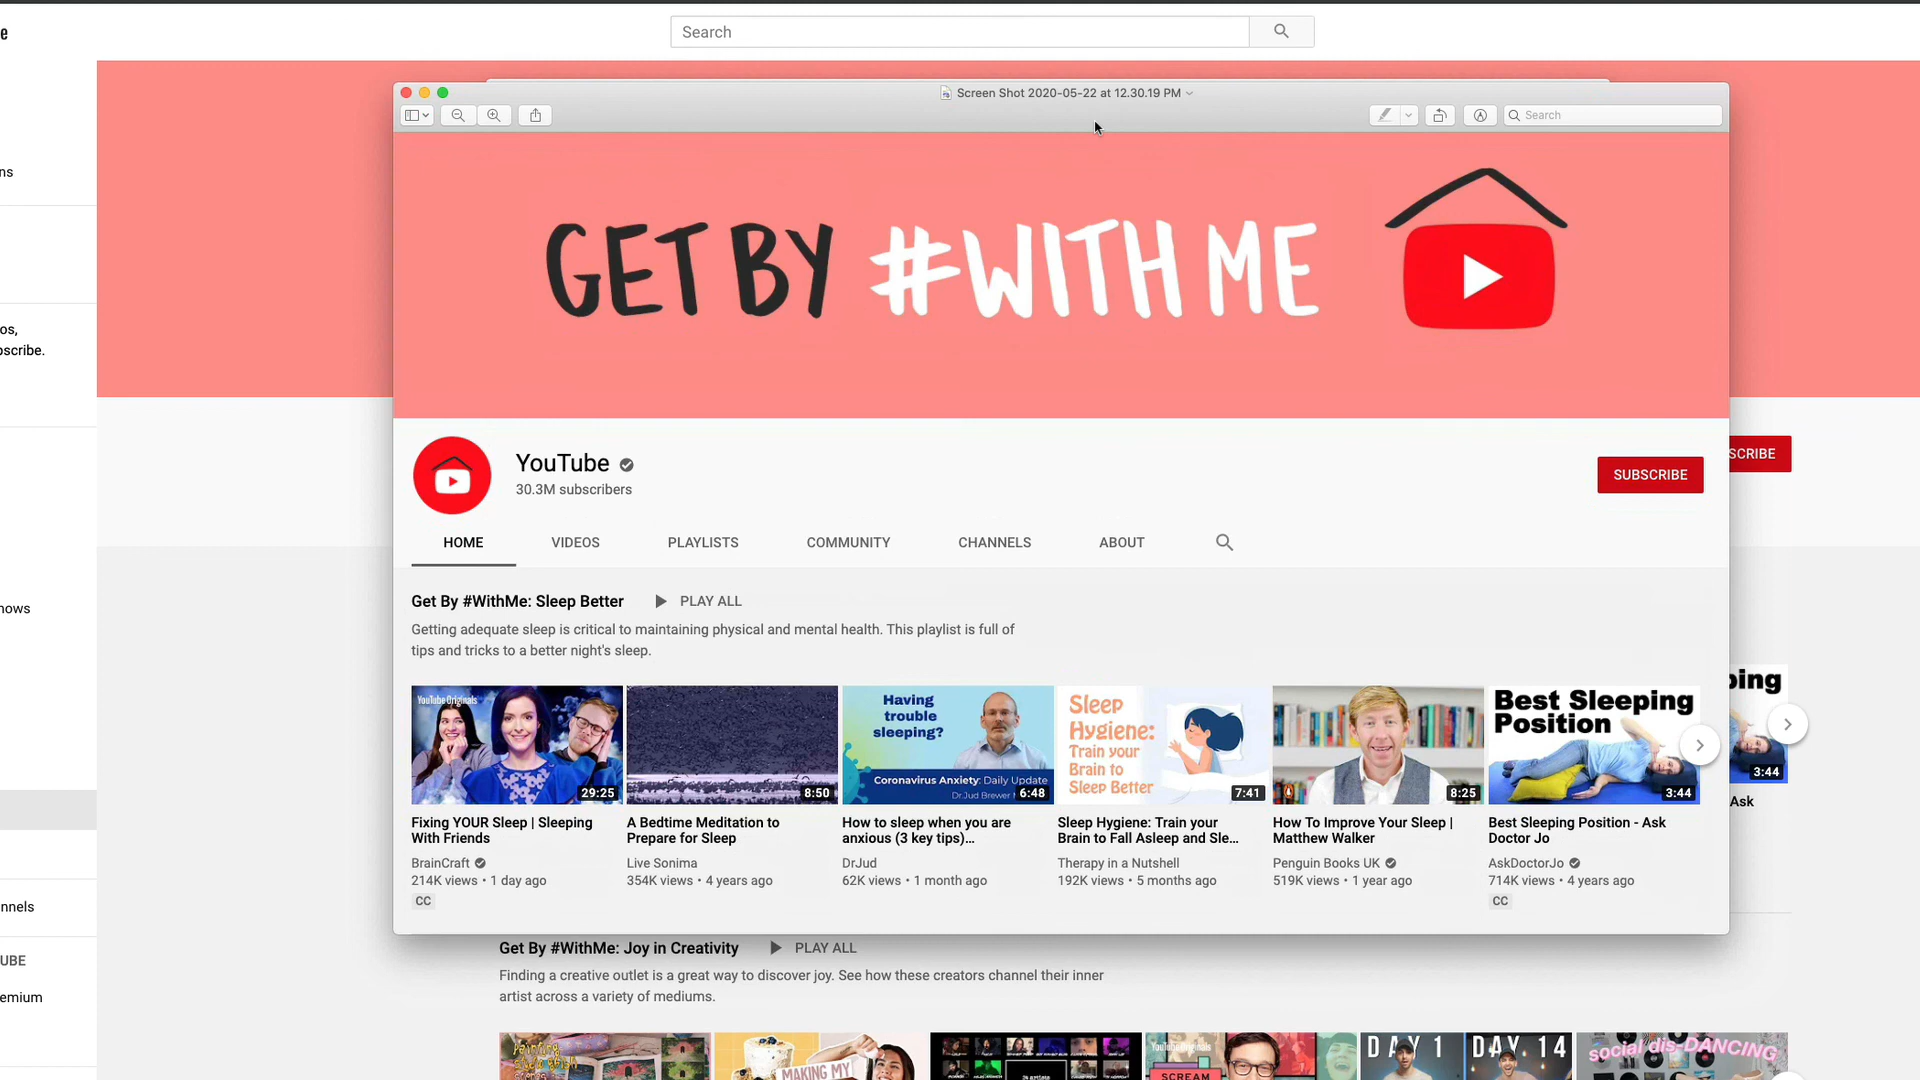 e
Search
Screen Shot 2020-05-22 at 12.30.19 PM
Search
ns
GET BY #WITH ME
os,
oscribe.
YouTube
30.3M subscribers
SUBSCRIBE
SCRIBE
HOME VIDEOS PLAYLISTS COMMUNITY CHANNELS ABOUT
Get By #WithMe: Sleep Better PLAY ALL
Getting adequate sleep is critical to maintaining physical and mental health. This playlist is full of
tips and tricks to a better night's sleep.
hows
YouTube Originals
29:25
8:50
Having
trouble
sleeping?
Coronavirus Anxiety: Daily Update
Dr.Jud Brewer
6:48
Sleep
Hygiene:
Train your
Brain to
Sleep Better
7:41
8:25
Best Sleeping
Position
3:44
ping
3:44
Fixing YOUR Sleep | Sleeping
With Friends
BrainCraft
214K views • 1 day ago
CC
A Bedtime Meditation to
Prepare for Sleep
Live Sonima
354K views • 4 years ago
How to sleep when you are
anxious (3 key tips)...
DrJud
62K views • 1 month ago
Sleep Hygiene: Train your
Brain to Fall Asleep and Sle...
Therapy in a Nutshell
192K views • 5 months ago
How To Improve Your Sleep |
Matthew Walker
Penguin Books UK
519K views • 1 year ago
Best Sleeping Position - Ask
Doctor Jo
AskDoctorJo
714K views • 4 years ago
CC
Ask
nnels
UBE
emium
Get By #WithMe: Joy in Creativity PLAY ALL
Finding a creative outlet is a great way to discover joy. See how these creators channel their inner
artist across a variety of mediums.
MAKING MY
YouTube Originals
SCREAM
DAY 1 DAY 14
social dis-DANCING